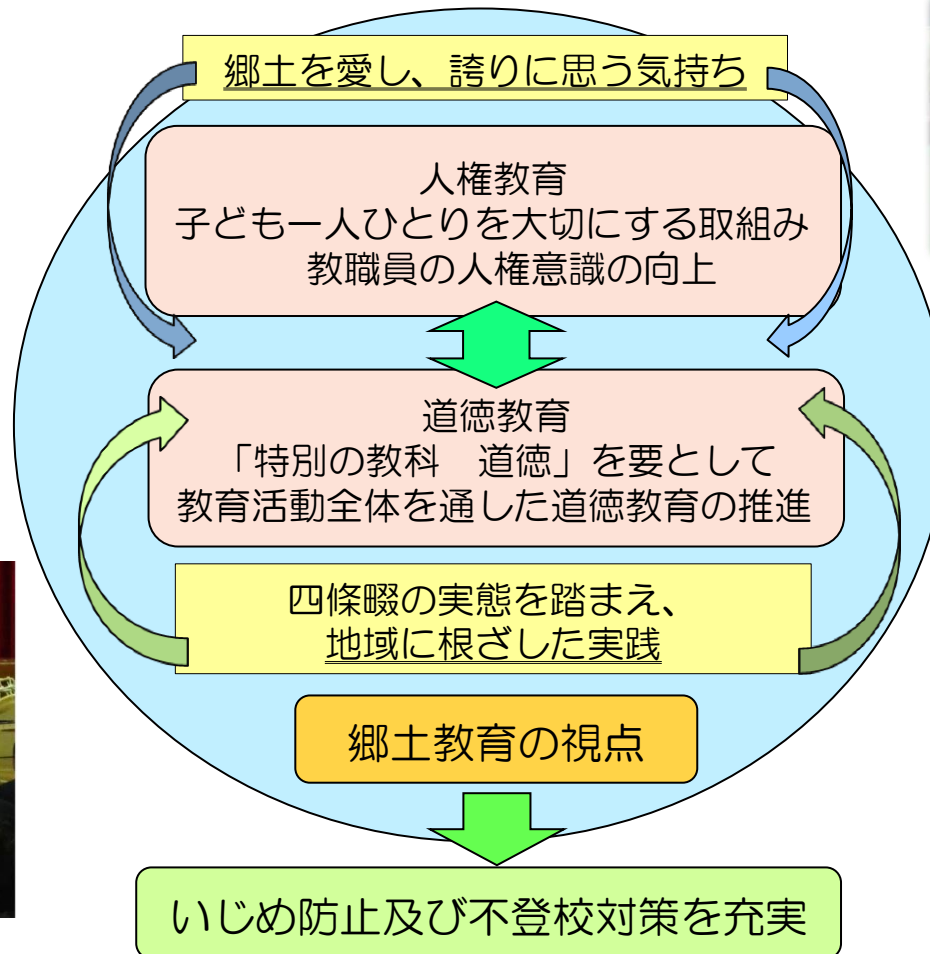 郷土を愛し、誇りに思う気持ち
人権教育
子ども一人ひとりを大切にする取組み
教職員の人権意識の向上
道徳教育
「特別の教科　道徳」を要として
教育活動全体を通した道徳教育の推進
四條畷の実態を踏まえ、
地域に根ざした実践
郷土教育の視点
いじめ防止及び不登校対策を充実